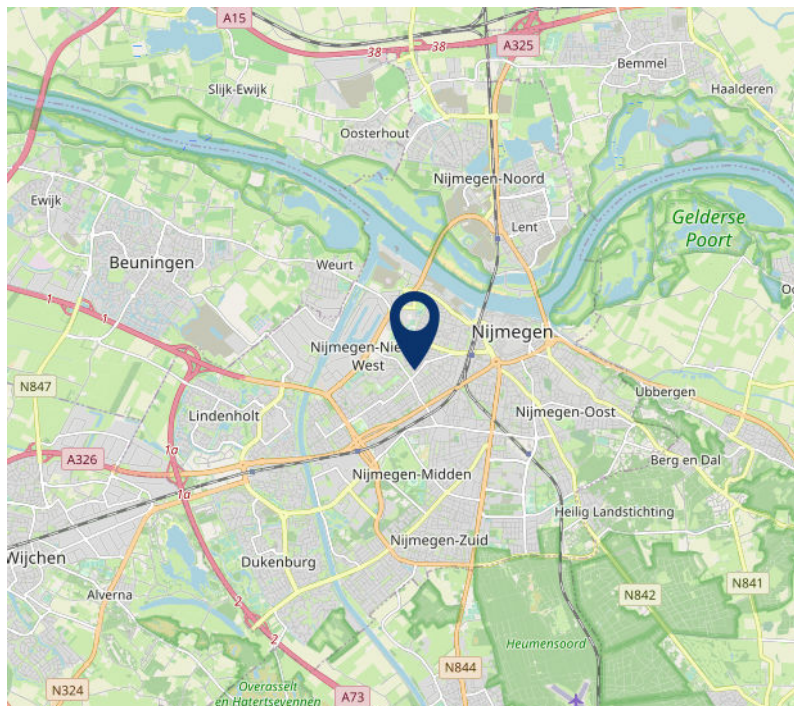 A15
38
38
A325
Bemmel
Slijk-Ewijk
Haalderen
Oosterhout
Nijmegen-Noord
Ewijk
Gelderse
Poort
Lent
Beuningen
Weurt
1
1
Nijmegen
Nijmegen-Nie
West
N847
Ubbergen
Lindenholt
Nijmegen-Oost
1a
A326
Berg en Dal
Nijmegen-Midden
1a
Heilig Landstichting
Nijmegen-Zuid
Wijchen
Dukenburg
N841
Alverna
N842
2
2
Heumensoord
N844
N324
Overasselt
en Hatertsevennen
A73